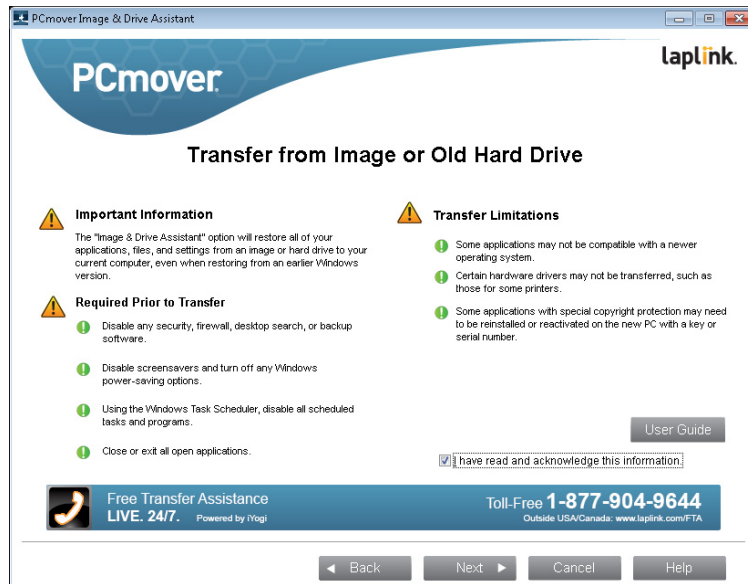 PCmover Image & Drive Assistant
PCmover
laplink.
Transfer from Image or Old Hard Drive
Important Information
The "Image & Drive Assistant" option will restore all of your
applications, files, and settings from an image or hard drive to your
current computer, even when restoring from an earlier Windows
version.
Required Prior to Transfer
Disable any security, firewall, desktop search, or backup
software.
Disable screensavers and turn off any Windows
power-saving options.
Using the Windows Task Scheduler, disable all scheduled
tasks and programs.
Close or exit all open applications.
Transfer Limitations
Some applications may not be compatible with a newer
operating system.
Certain hardware drivers may not be transferred, such as
those for some printers.
Some applications with special copyright protection may need
to be reinstalled or reactivated on the new PC with a key or
serial number.
User Guide
I have read and acknowledge this information.
Free Transfer Assistance
LIVE. 24/7. Powered by iYogi
Toll-Free 1-877-904-9644
Outside USA/Canada: www.laplink.com/FTA
Back
Next
Cancel
Help